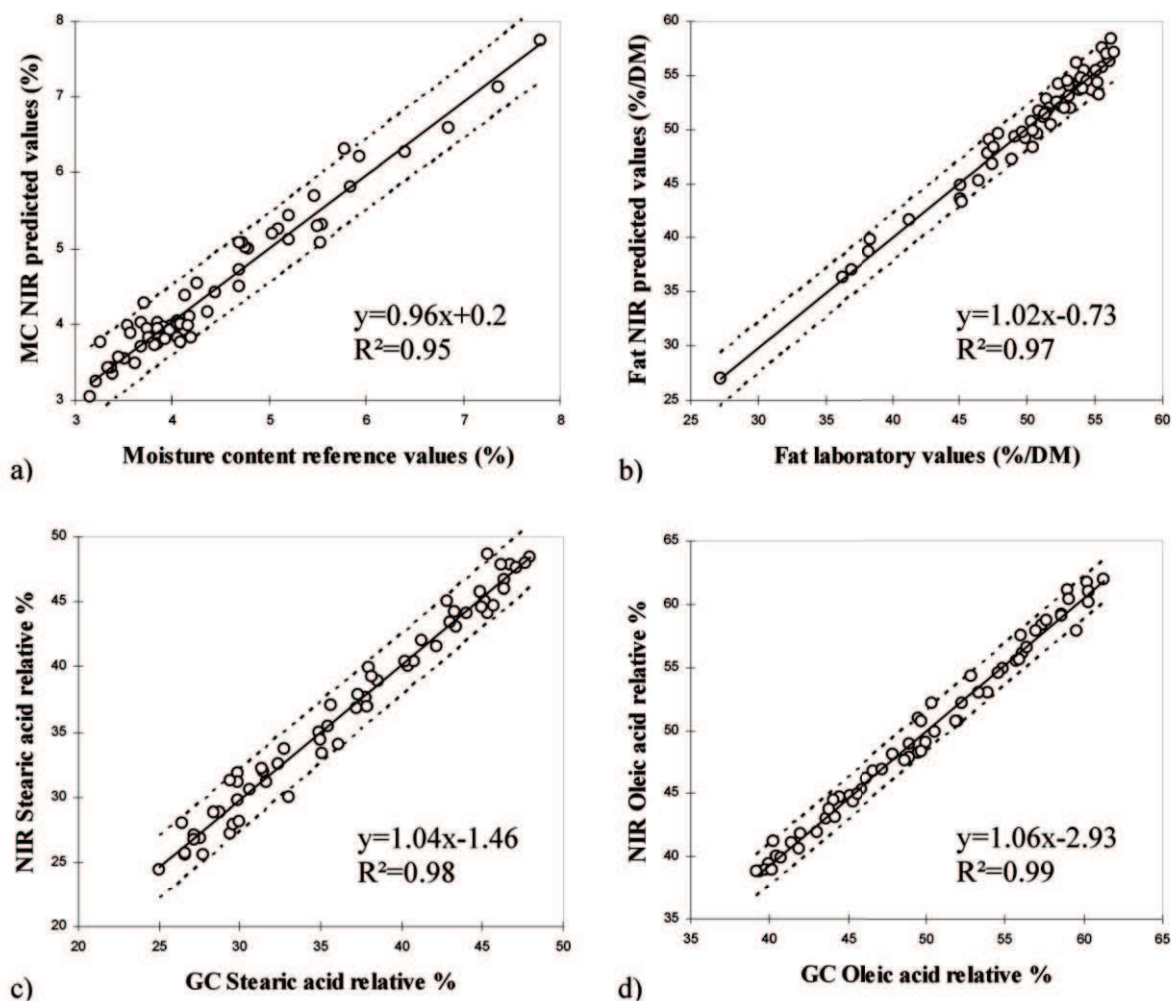 8
7
6
5
4
3
3
4
5
6
7
8
MC NIR predicted values (%)
y=0.96x+0.2
R²=0.95
Moisture content reference values (%)
a)
60
55
50
45
40
35
30
25
25
30
35
40
45
50
55
60
Fat NIR predicted values (%/DM)
y=1.02x-0.73
R²=0.97
Fat laboratory values (%/DM)
b)
50
45
40
35
30
25
20
20
25
30
35
40
45
50
NIR Stearic acid relative %
y=1.04x-1.46
R²=0.98
GC Stearic acid relative %
c)
65
60
55
50
45
40
35
35
40
45
50
55
60
65
NIR Oleic acid relative %
y=1.06x-2.93
R²=0.99
GC Oleic acid relative %
d)